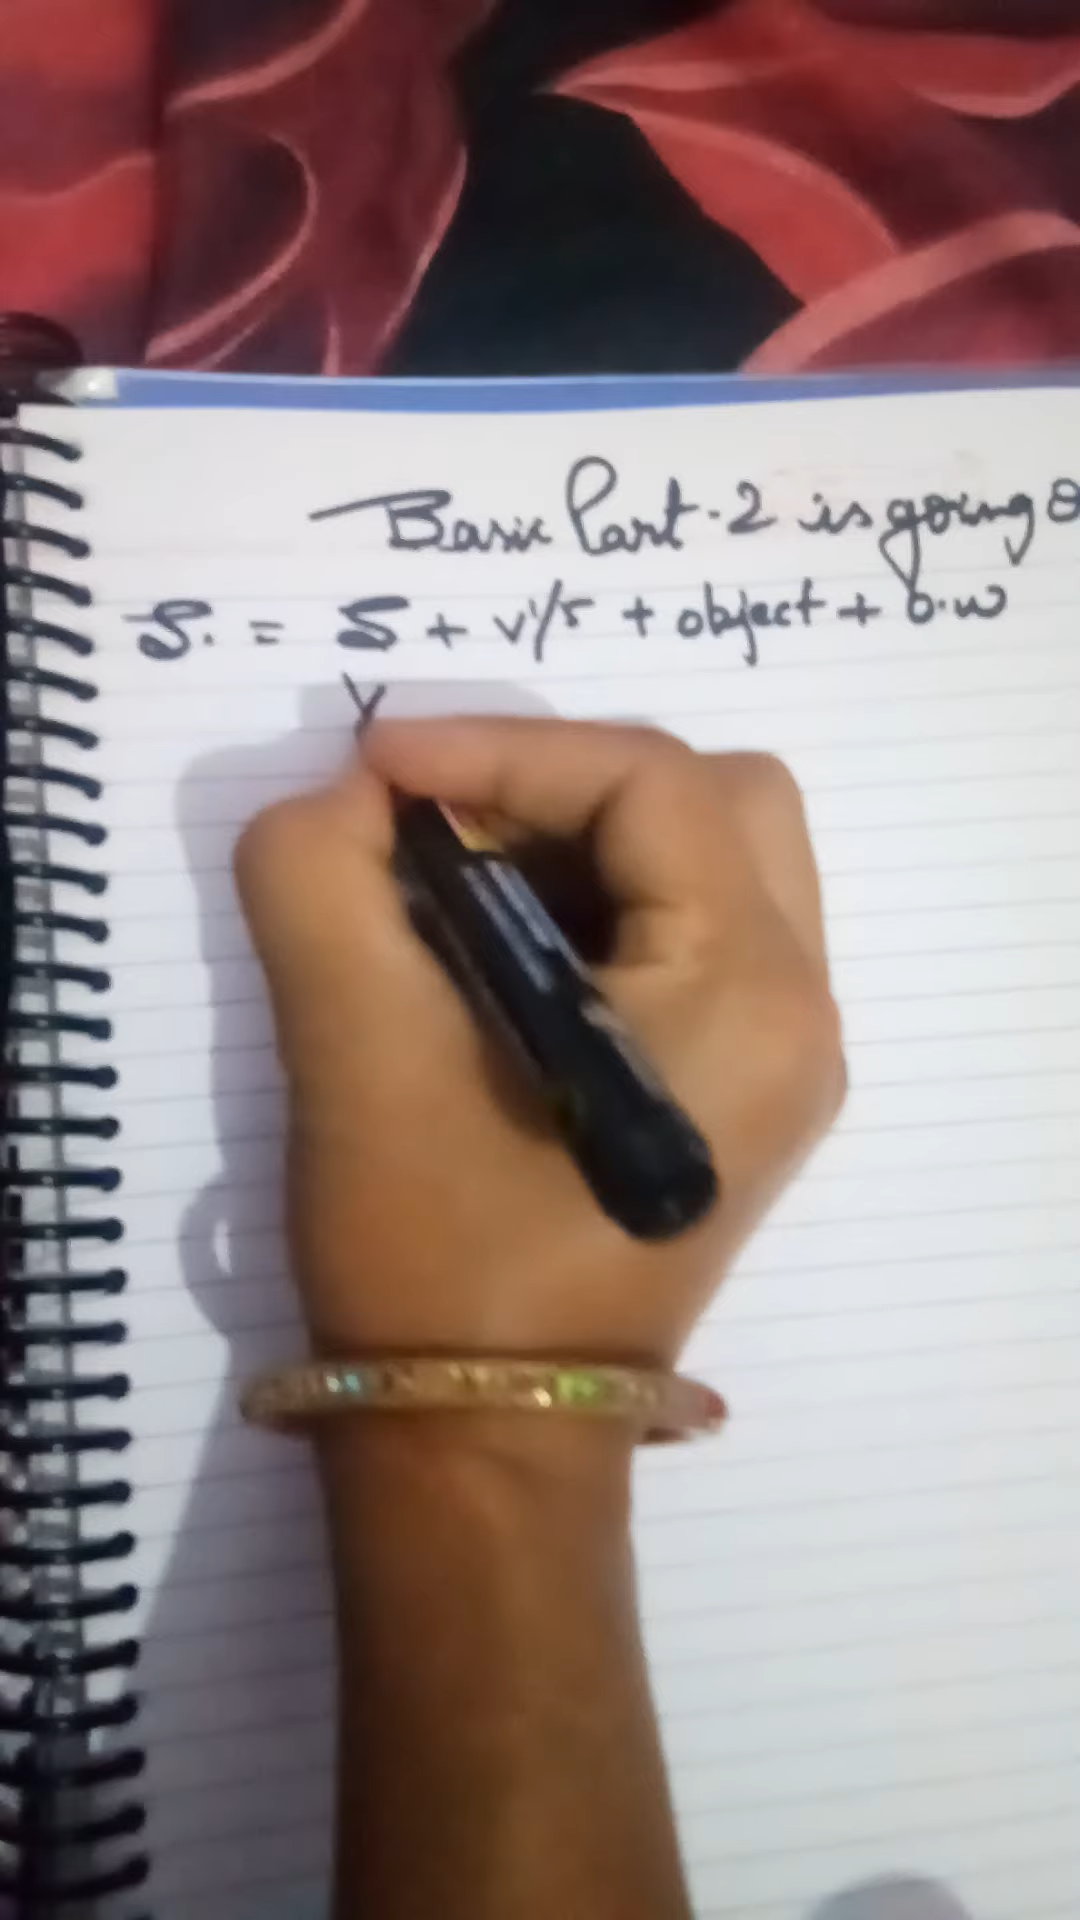 Basic Part-2 is going
S. = S + v'/s + object + o.w
Y